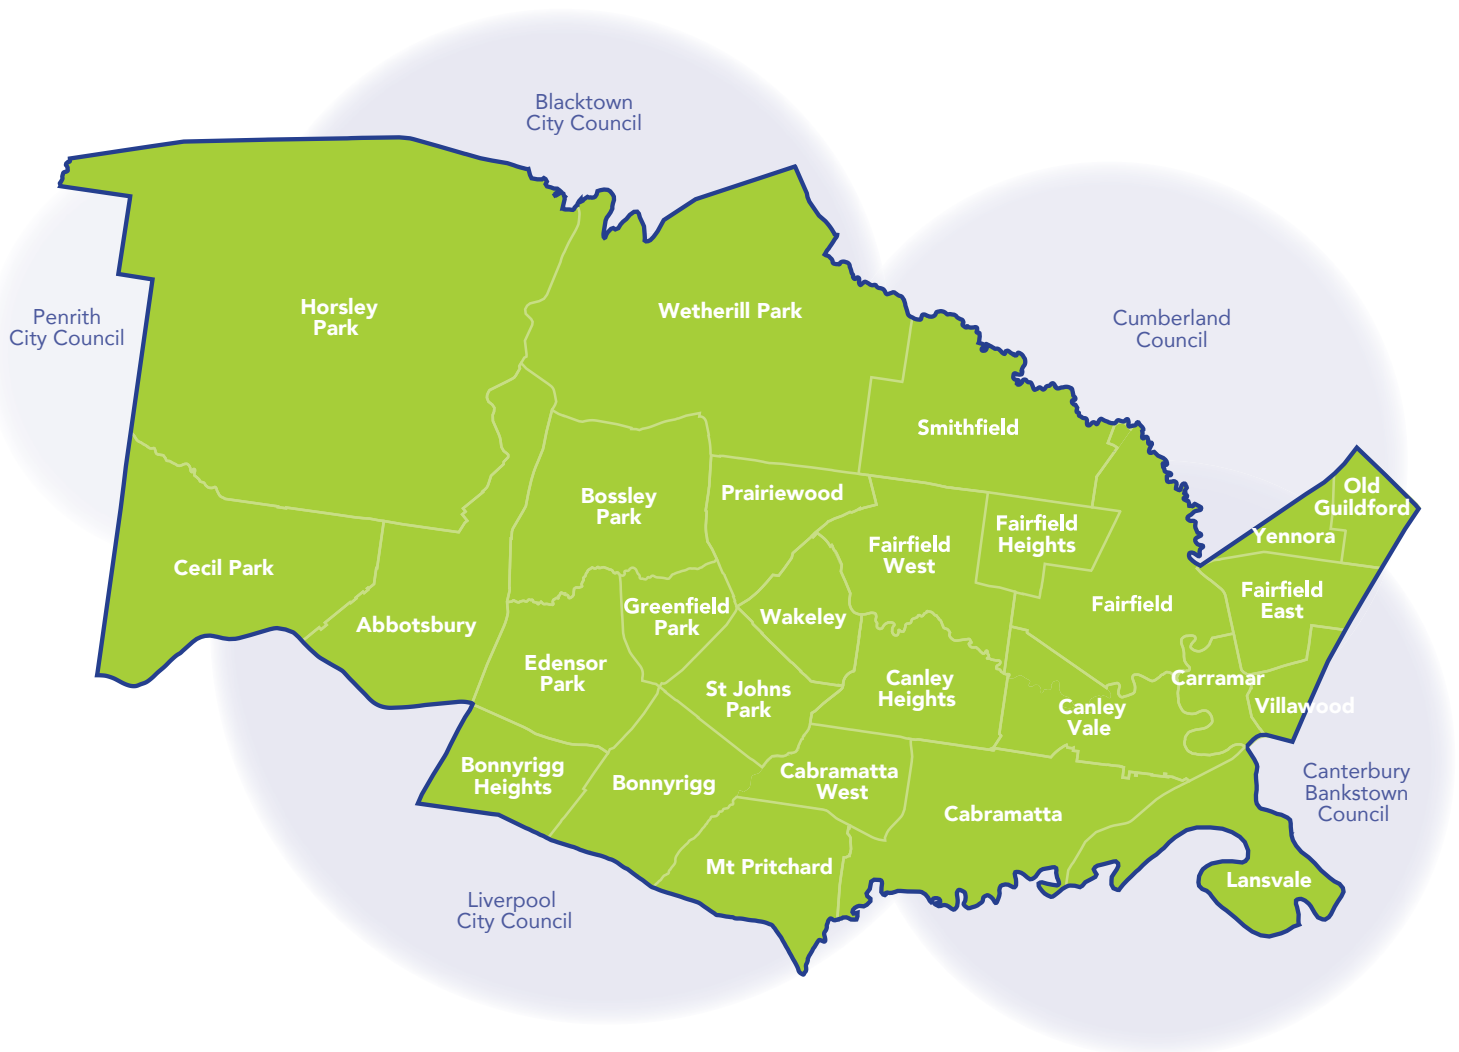 Blacktown
City Council
Penrith
City Council
Horsley
Park
Wetherill Park
Cumberland
Council
Smithfield
Bossley
Park
Prairiewood
Old
Guildford
Fairfield
Heights
Yennora
Fairfield
West
Cecil Park
Fairfield
East
Abbotsbury
Greenfield
Park
Wakeley
Fairfield
Edensor
Park
St Johns
Park
Canley
Heights
Carramar
Canley
Vale
Villawood
Bonnyrigg
Heights
Bonnyrigg
Cabramatta
West
Canterbury
Bankstown
Council
Cabramatta
Mt Pritchard
Lansvale
Liverpool
City Council